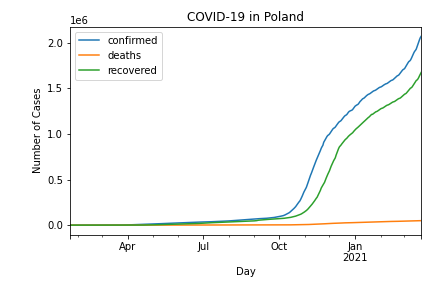 COVID-19 in Poland
1e6
confirmed
deaths
recovered
2.0
1.5
1.0
0.5
0.0
Number of Cases
Apr Jul Oct Jan
2021
Day